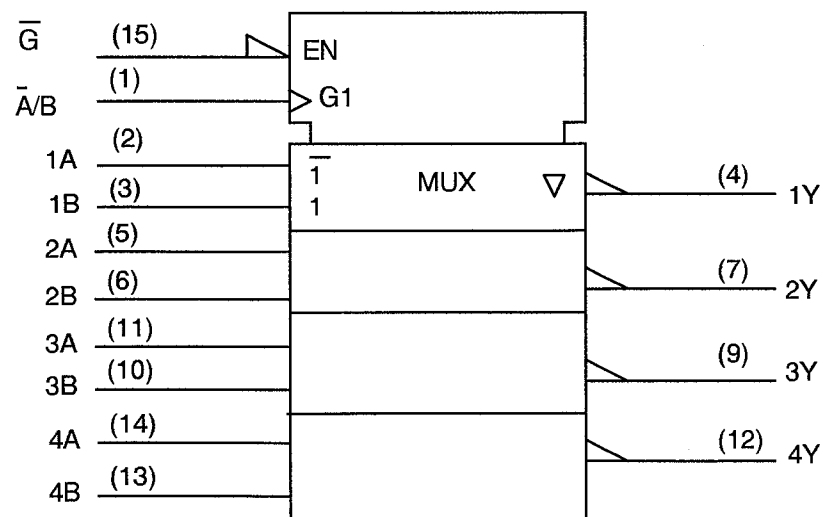 G̅ (15) EN
A̅/B (1) G1
1A (2) 1̅ MUX ▽ (4) 1Y
1B (3) 1
2A (5)
2B (6) (7) 2Y
3A (11)
3B (10) (9) 3Y
4A (14)
4B (13) (12) 4Y